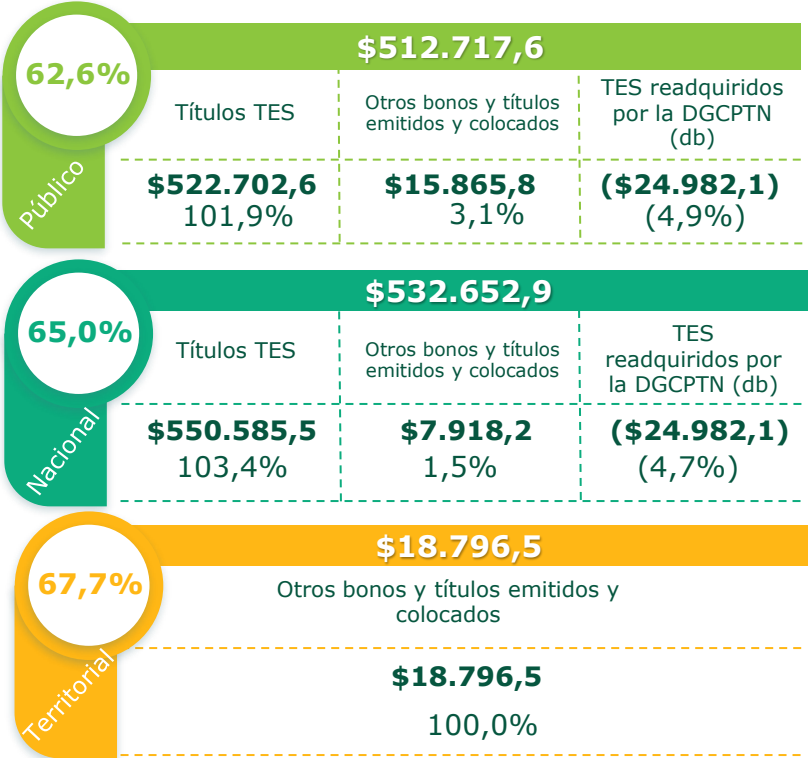 62,6%
Público
$512.717,6
Títulos TES
Otros bonos y títulos
emitidos y colocados
TES readquiridos
por la DGCPTN
(db)
$522.702,6
101,9%
$15.865,8
3,1%
($24.982,1)
(4,9%)
65,0%
Nacional
$532.652,9
Títulos TES
Otros bonos y títulos
emitidos y colocados
TES
readquiridos por
la DGCPTN (db)
$550.585,5
103,4%
$7.918,2
1,5%
($24.982,1)
(4,7%)
67,7%
Territorial
$18.796,5
Otros bonos y títulos emitidos y
colocados
$18.796,5
100,0%